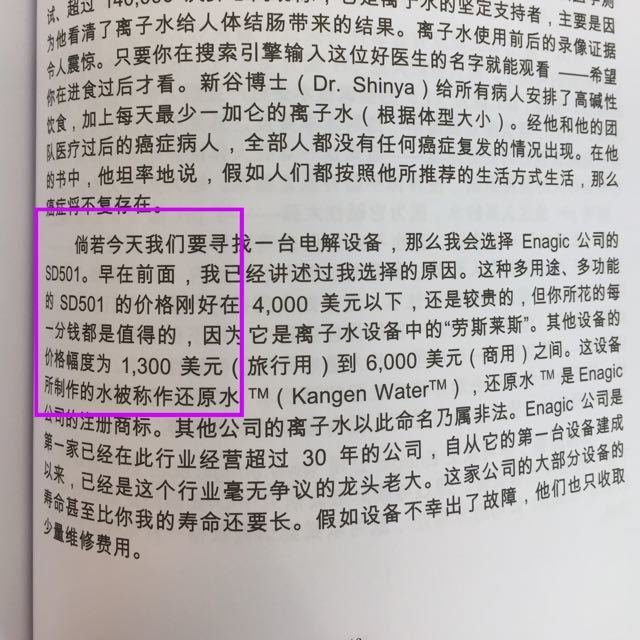 试、超过 140,000
为他看清了离子水给人体结肠带来的结果。离子水使用前后的录像证据
令人震惊。只要你在搜索引擎输入这位好医生的名字就能观看 ——希望
你在进食过后才看。新谷博士（Dr. Shinya）给所有病人安排了高碱性
饮食，加上每天最少一加仑的离子水（根据体型大小）。经他和他的团
队医疗过后的癌症病人，全部人都没有任何癌症复发的情况出现。在他
的书中，他坦率地说，假如人们都按照他所推荐的生活方式生活，那么
癌症将不复存在。
倘若今天我们要寻找一台电解设备，那么我会选择 Enagic 公司的
SD501。早在前面，我已经讲述过我选择的原因。这种多用途、多功能
的 SD501 的价格刚好在 4,000 美元以下，还是较贵的，但你所花的每
一分钱都是值得的，因为它是离子水设备中的“劳斯莱斯”。其他设备的
价格幅度为 1,300 美元（旅行用）到 6,000 美元（商用）之间。这设备
所制作的水被称作还原水 ™（Kangen Water™），还原水 ™ 是 Enagic
公司的注册商标。其他公司的离子水以此命名乃属非法。Enagic 公司是
第一家已经在此行业经营超过 30 年的公司，自从它的第一台设备建成
以来，已经是这个行业毫无争议的龙头老大。这家公司的大部分设备的
寿命甚至比你我的寿命还要长。假如设备不幸出了故障，他们也只收取
少量维修费用。